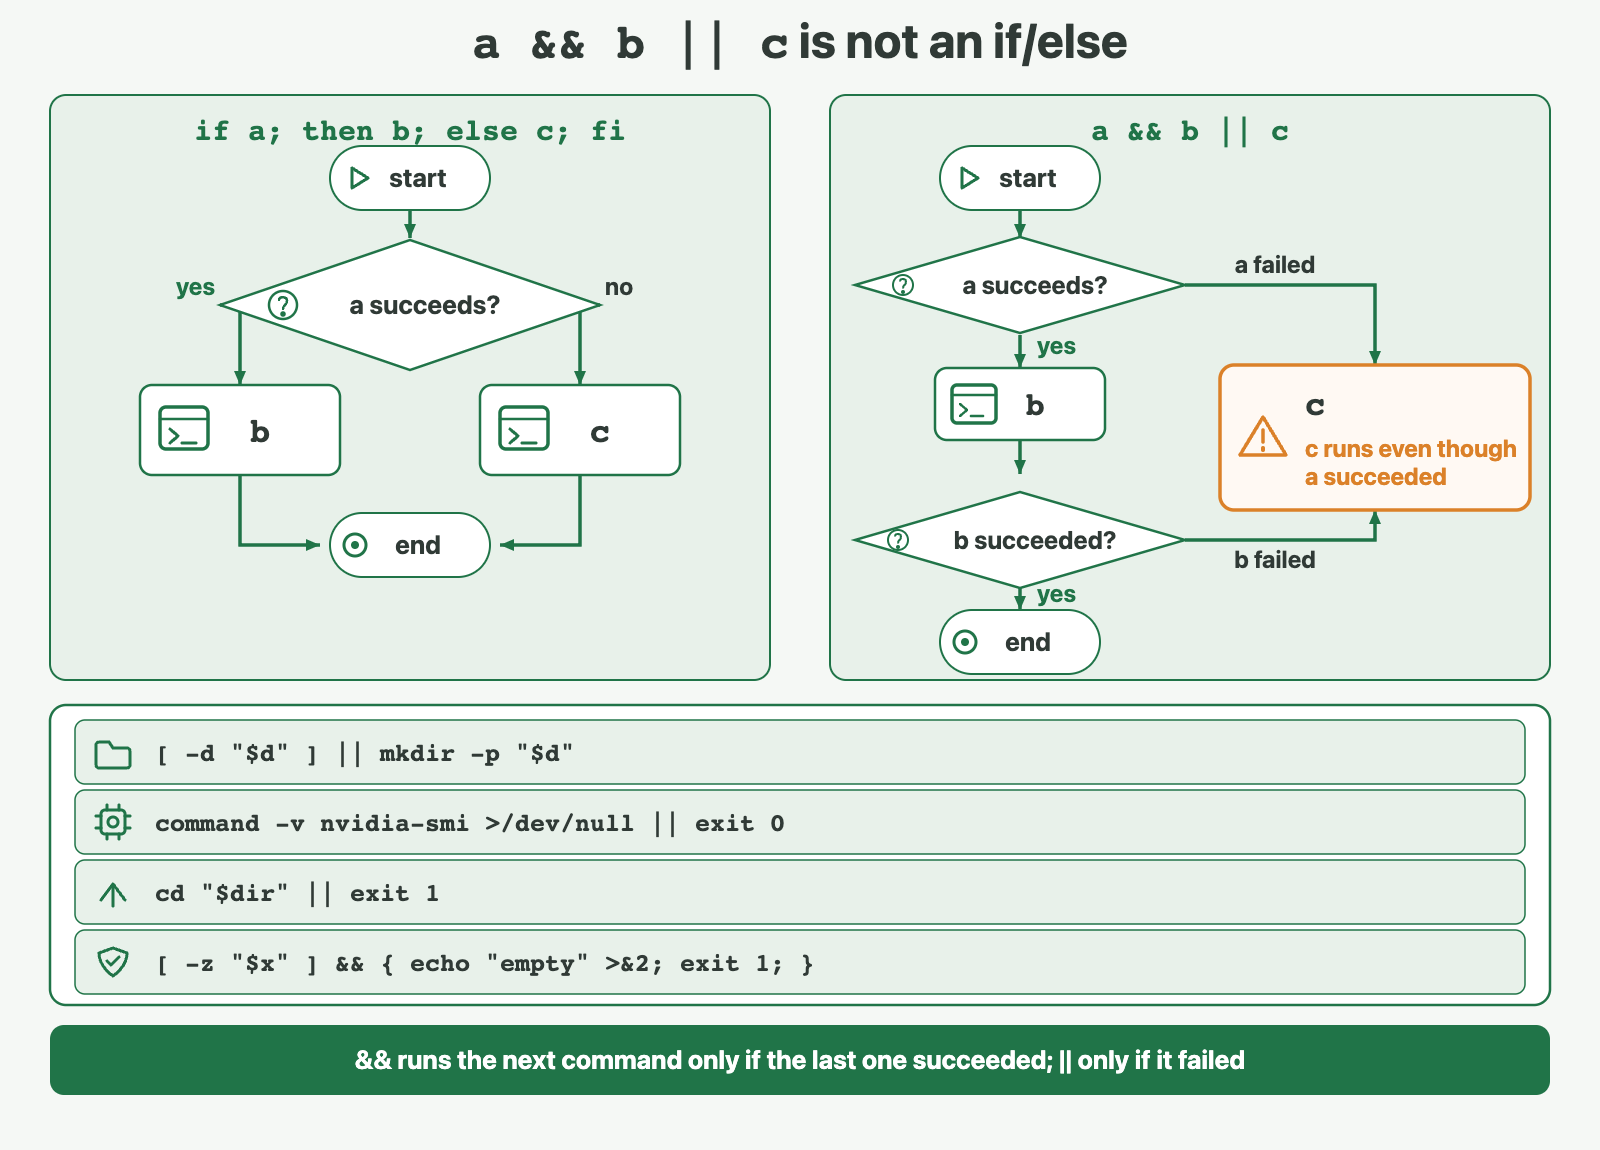 a && b || c is not an if/else
if a; then b; else c; fi
start
yes
a succeeds?
no
b
c
end
a && b || c
start
a succeeds?
a failed
yes
b
c
c runs even though
a succeeded
b succeeded?
b failed
yes
end
[ -d "$d" ] || mkdir -p "$d"
command -v nvidia-smi >/dev/null || exit 0
cd "$dir" || exit 1
[ -z "$x" ] && { echo "empty" >&2; exit 1; }
&& runs the next command only if the last one succeeded; || only if it failed